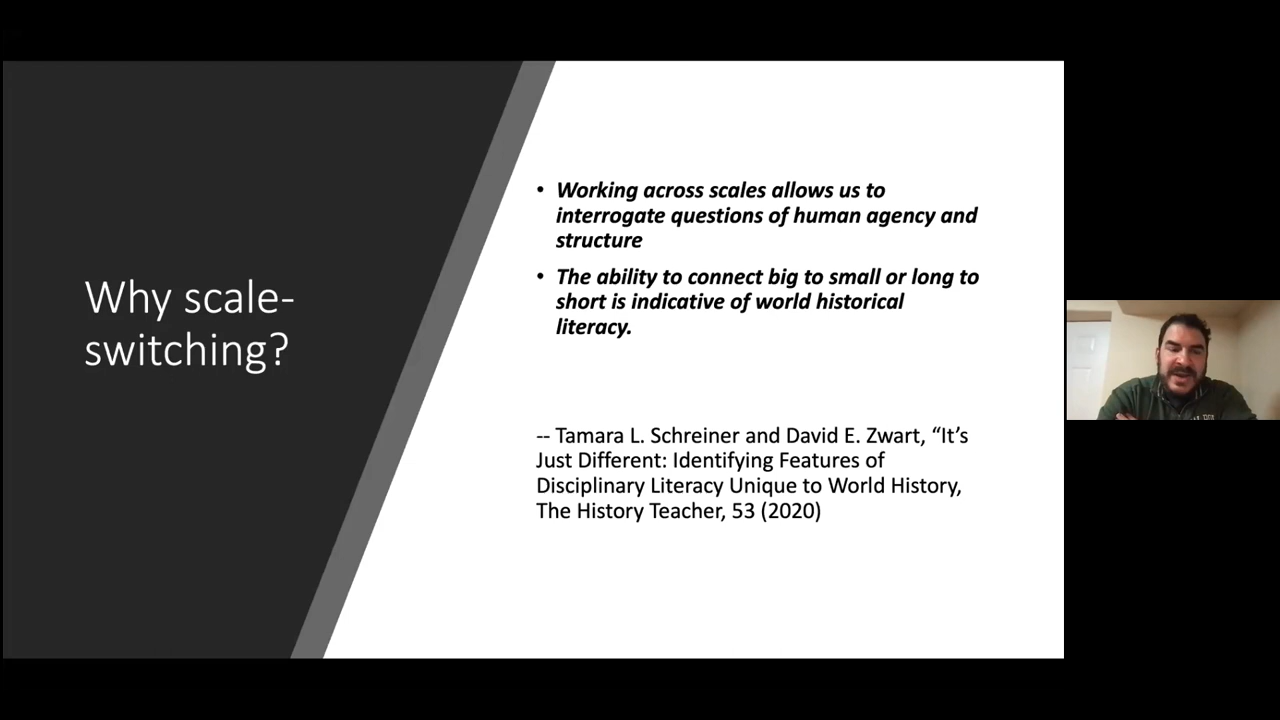 Why scale-
switching?
• Working across scales allows us to
interrogate questions of human agency and
structure
• The ability to connect big to small or long to
short is indicative of world historical
literacy.
-- Tamara L. Schreiner and David E. Zwart, “It’s
Just Different: Identifying Features of
Disciplinary Literacy Unique to World History,
The History Teacher, 53 (2020)